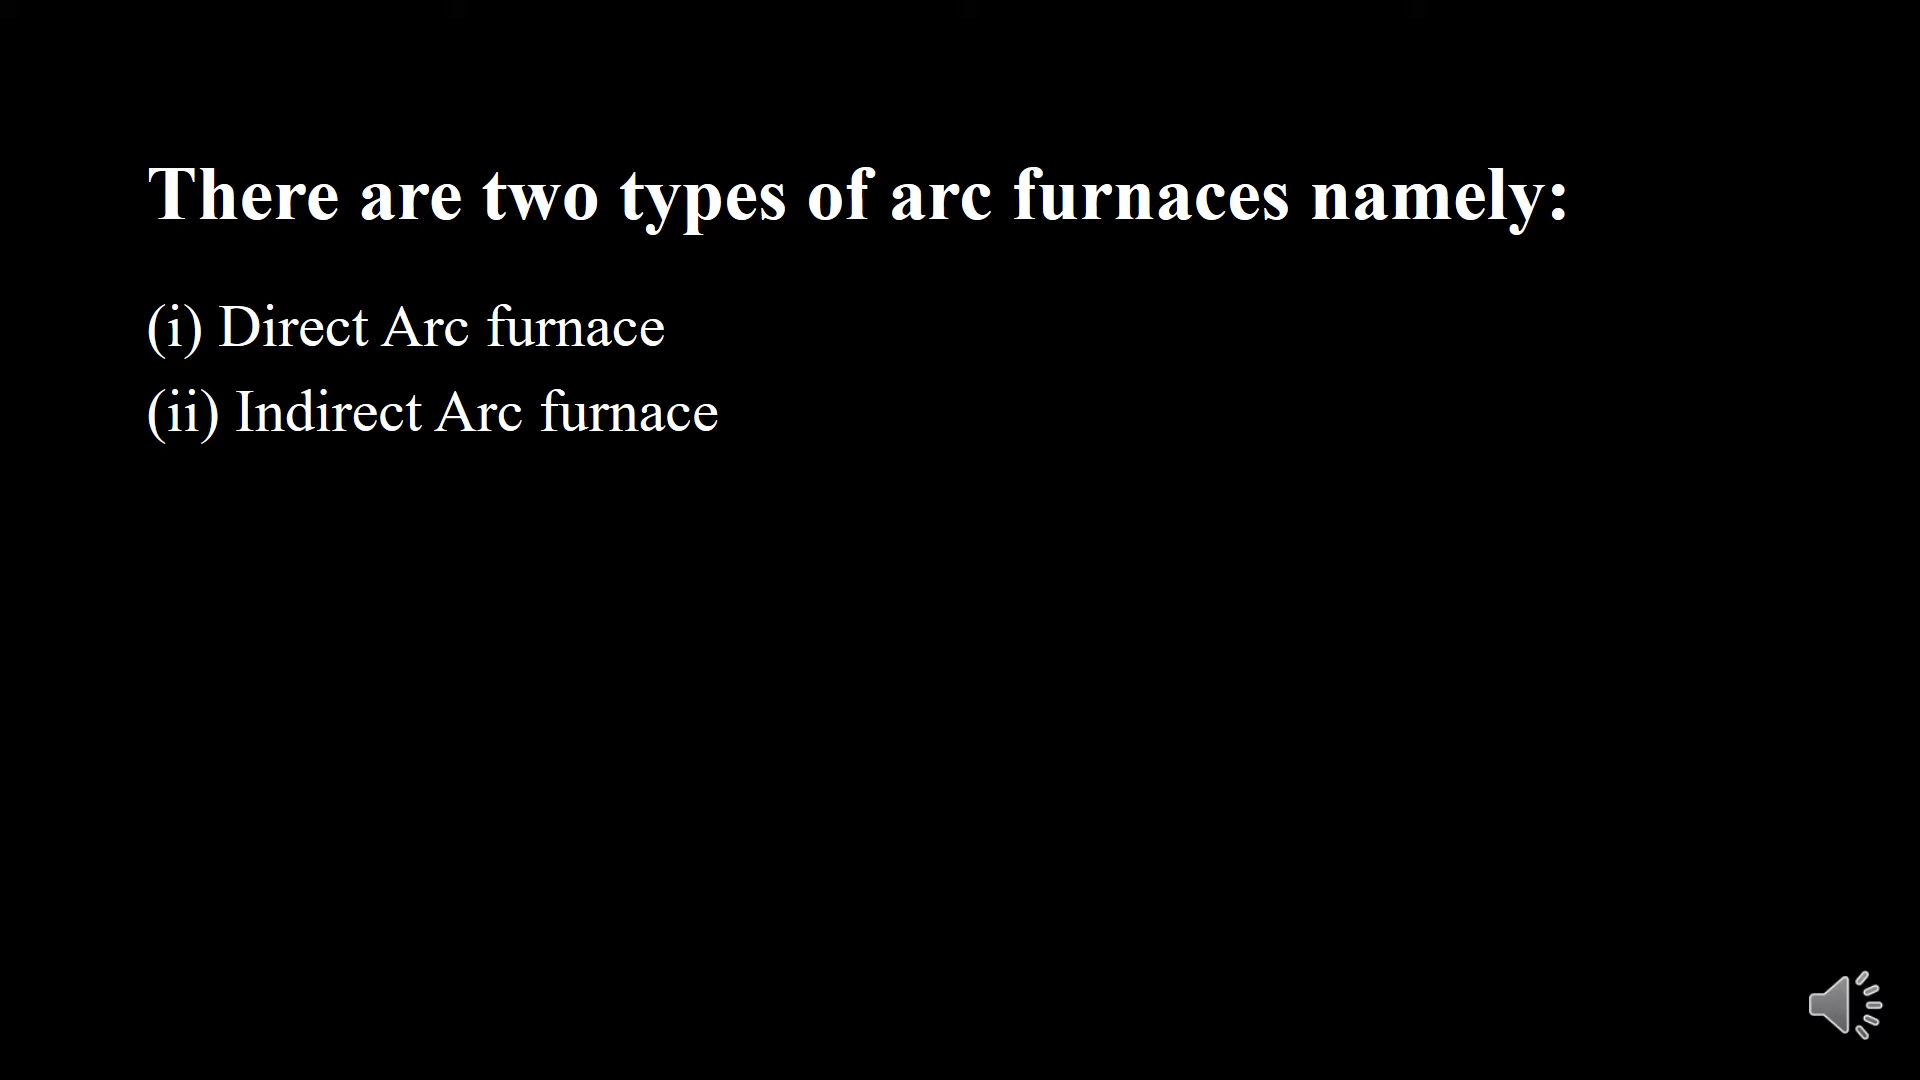 There are two types of arc furnaces namely:
(i) Direct Arc furnace
(ii) Indirect Arc furnace